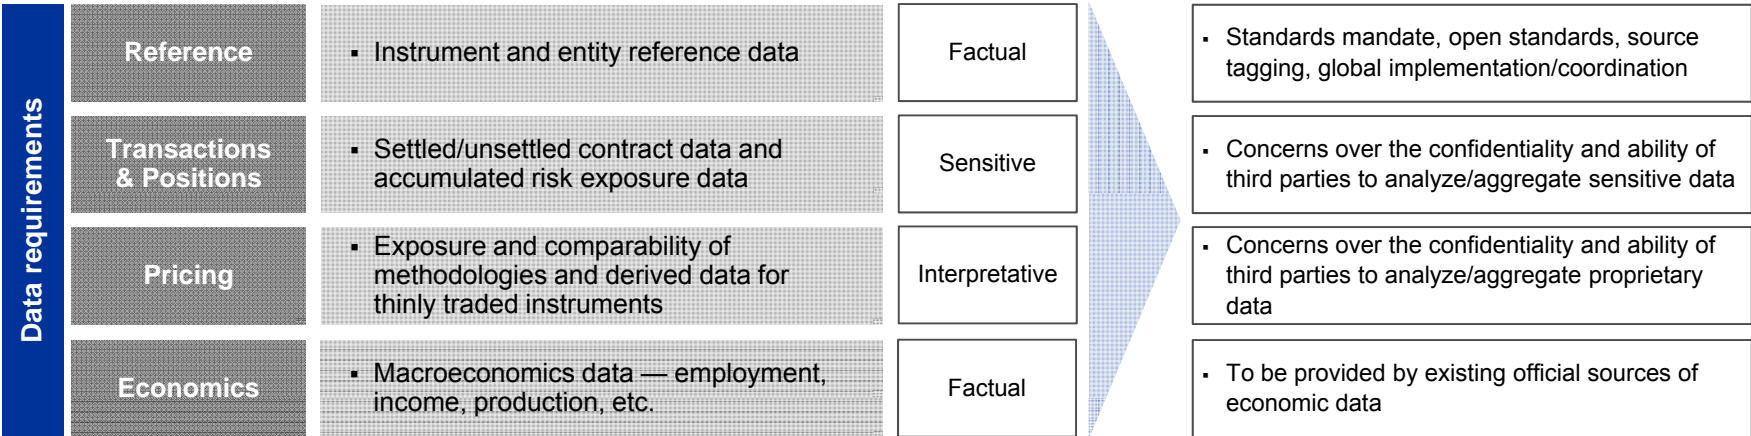 Data requirements
Reference
▪ Instrument and entity reference data
Factual
▪ Standards mandate, open standards, source
tagging, global implementation/coordination
Transactions
& Positions
▪ Settled/unsettled contract data and
accumulated risk exposure data
Sensitive
▪ Concerns over the confidentiality and ability of
third parties to analyze/aggregate sensitive data
Pricing
▪ Exposure and comparability of
methodologies and derived data for
thinly traded instruments
Interpretative
▪ Concerns over the confidentiality and ability of
third parties to analyze/aggregate proprietary
data
Economics
▪ Macroeconomics data — employment,
income, production, etc.
Factual
▪ To be provided by existing official sources of
economic data